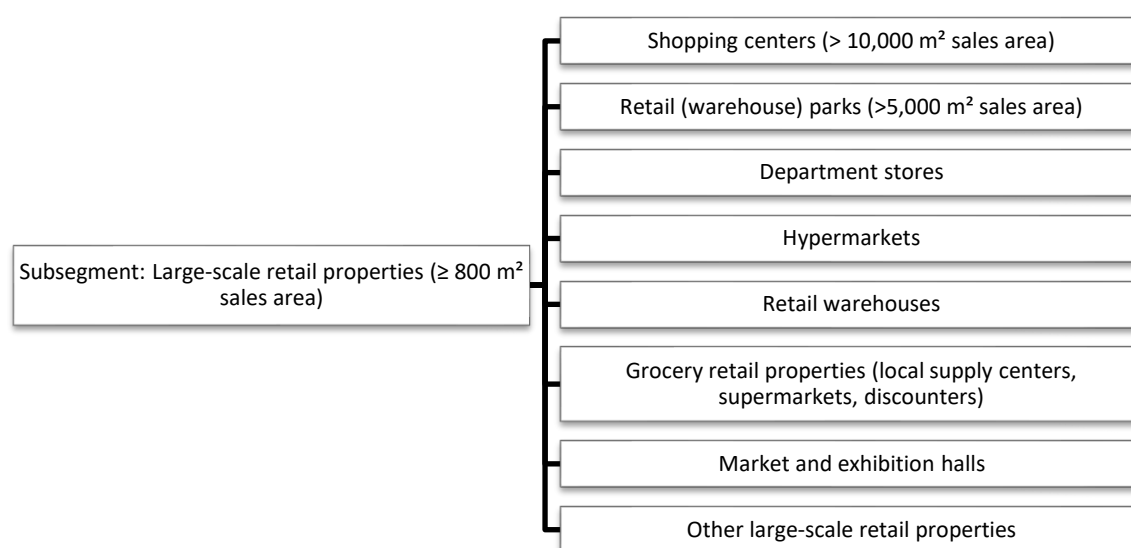 Shopping centers (> 10,000 m² sales area)
Retail (warehouse) parks (>5,000 m² sales area)
Department stores
Hypermarkets
Subsegment: Large-scale retail properties (≥ 800 m²
sales area)
Retail warehouses
Grocery retail properties (local supply centers,
supermarkets, discounters)
Market and exhibition halls
Other large-scale retail properties